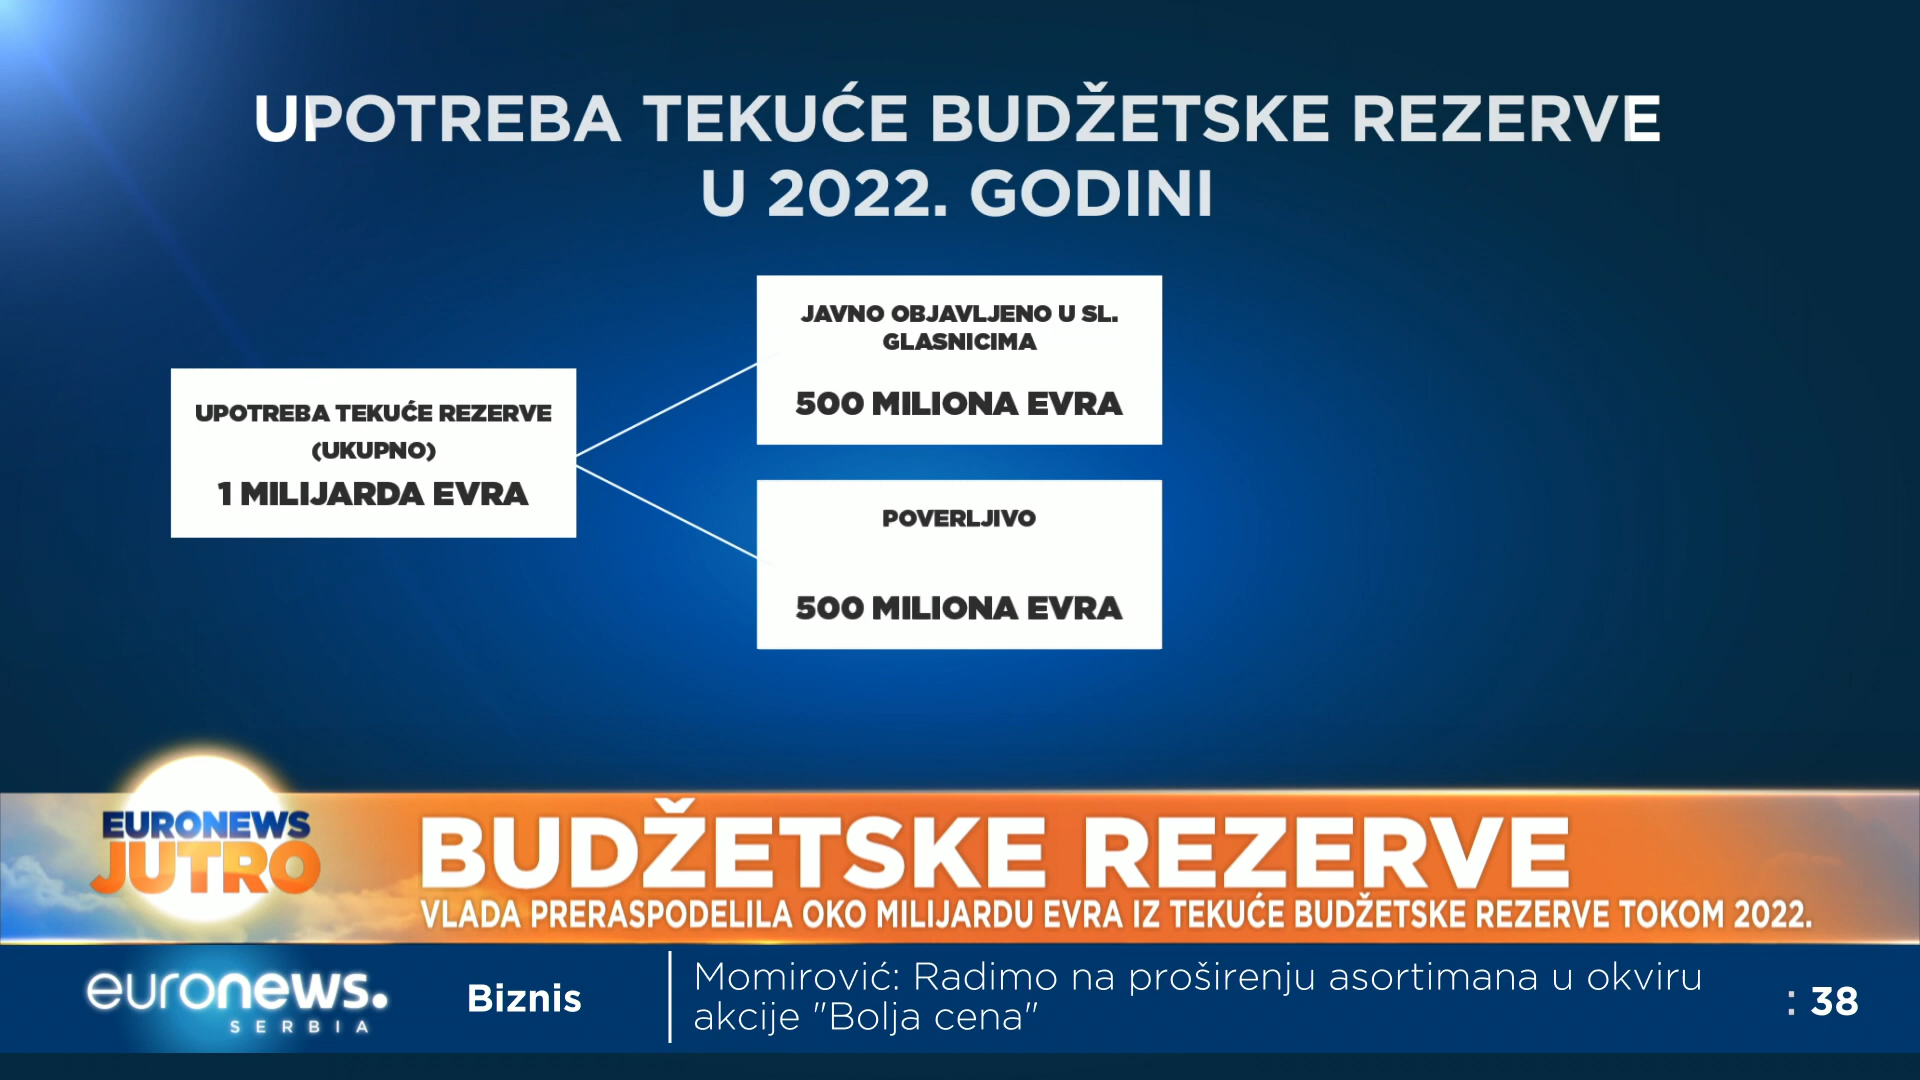 UPOTREBA TEKUĆE BUDŽETSKE REZERVE
U 2022. GODINI
UPOTREBA TEKUĆE REZERVE
(UKUPNO)
1 MILIJARDA EVRA
JAVNO OBJAVLJENO U SL.
GLASNICIMA
500 MILIONA EVRA
POVERLJIVO
500 MILIONA EVRA
EURONEWS
JUTRO
BUDŽETSKE REZERVE
VLADA PRERASPODELILA OKO MILIJARDU EVRA IZ TEKUĆE BUDŽETSKE REZERVE TOKOM 2022.
euronews.
SERBIA
Biznis
Momirović: Radimo na proširenju asortimana u okviru
akcije "Bolja cena"
: 38